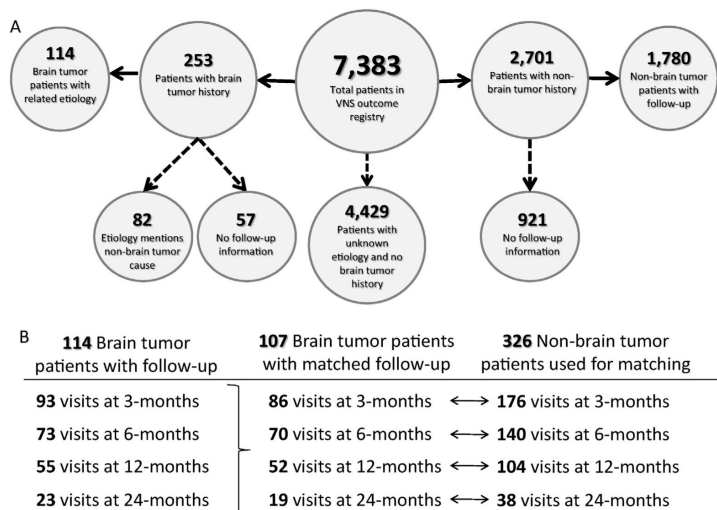 A
114
Brain tumor
patients with
related etiology
253
Patients with brain
tumor history
7,383
Total patients in
VNS outcome
registry
2,701
Patients with non-
brain tumor history
1,780
Non-brain tumor
patients with
follow-up
82
Etiology mentions
non-brain tumor
cause
57
No follow-up
information
4,429
Patients with
unknown
etiology and no
brain tumor
history
921
No follow-up
information
B
114 Brain tumor
patients with follow-up
107 Brain tumor patients
with matched follow-up
326 Non-brain tumor
patients used for matching
93 visits at 3-months
86 visits at 3-months
176 visits at 3-months
73 visits at 6-months
70 visits at 6-months
140 visits at 6-months
55 visits at 12-months
52 visits at 12-months
104 visits at 12-months
23 visits at 24-months
19 visits at 24-months
38 visits at 24-months